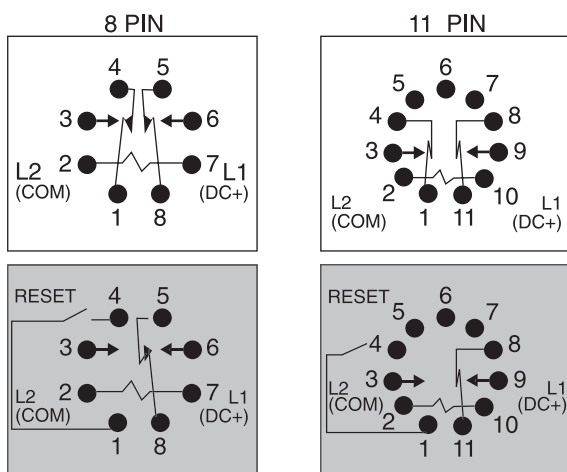 8 PIN
4 5
3 6
2 7
L2 L1
(COM) (DC+)
1 8
11 PIN
6
5 7
4 8
3 9
2 10
L2 L1
(COM) (DC+)
1 11
RESET 4 5
3 6
2 7
L2 L1
(COM) (DC+)
1 8
RESET 6
5 7
4 8
3 9
L2 L1
(COM) (DC+)
2 10
1 11